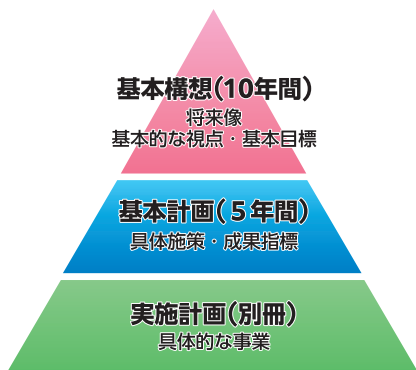 基本構想(10年間)
将来像
基本的な視点・基本目標
基本計画(５年間)
具体施策・成果指標
実施計画(別冊)
具体的な事業